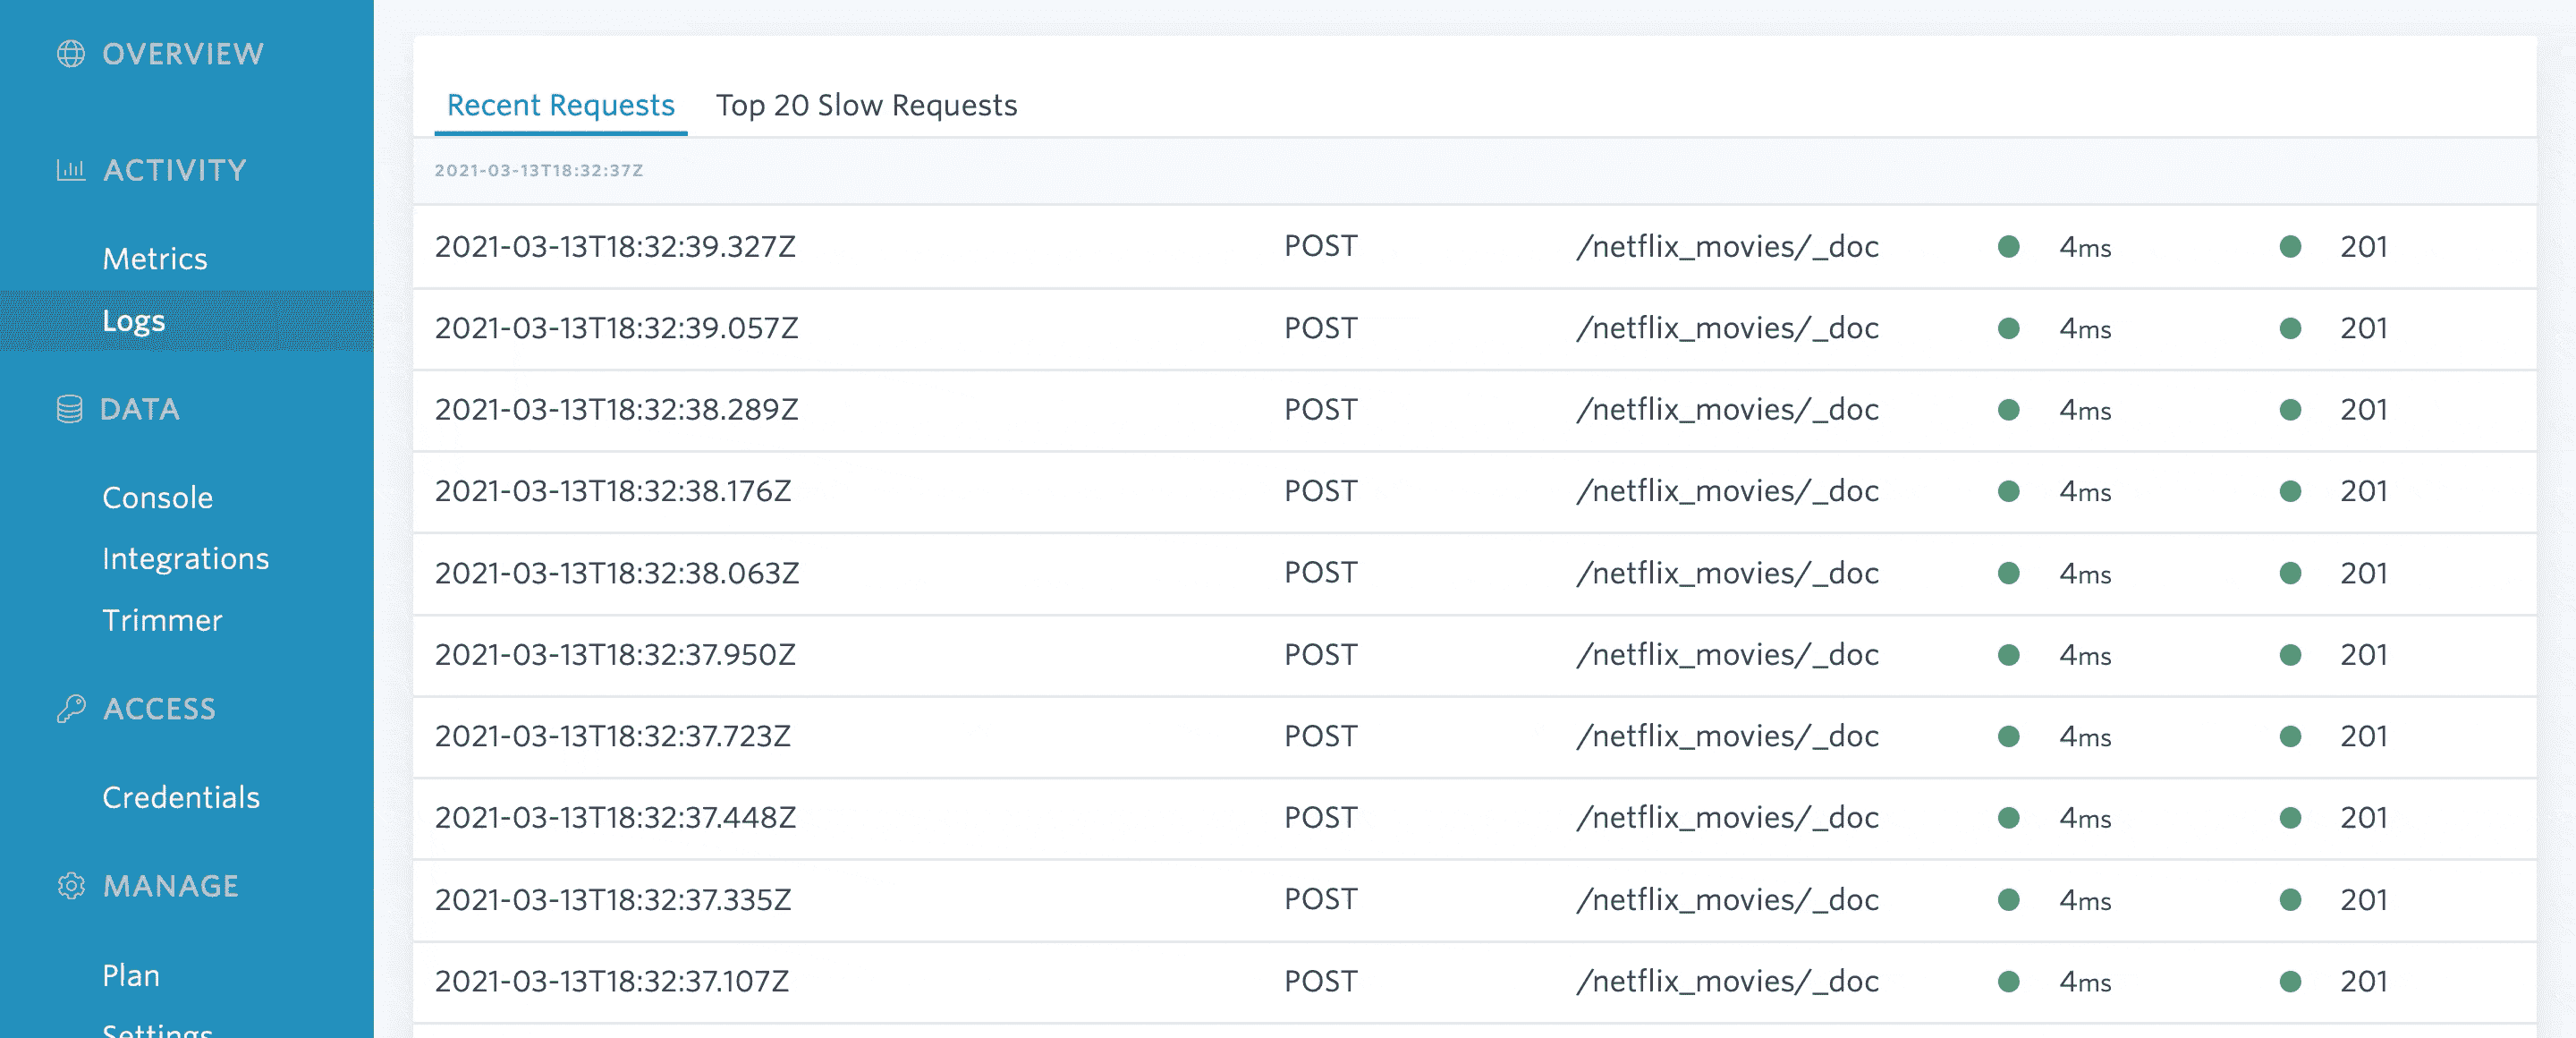 OVERVIEW
ACTIVITY
Metrics
Logs
DATA
Console
Integrations
Trimmer
ACCESS
Credentials
MANAGE
Plan
Settings
Recent Requests Top 20 Slow Requests
2021-03-13T18:32:37Z
2021-03-13T18:32:39.327Z POST /netflix_movies/_doc 4ms 201
2021-03-13T18:32:39.057Z POST /netflix_movies/_doc 4ms 201
2021-03-13T18:32:38.289Z POST /netflix_movies/_doc 4ms 201
2021-03-13T18:32:38.176Z POST /netflix_movies/_doc 4ms 201
2021-03-13T18:32:38.063Z POST /netflix_movies/_doc 4ms 201
2021-03-13T18:32:37.950Z POST /netflix_movies/_doc 4ms 201
2021-03-13T18:32:37.723Z POST /netflix_movies/_doc 4ms 201
2021-03-13T18:32:37.448Z POST /netflix_movies/_doc 4ms 201
2021-03-13T18:32:37.335Z POST /netflix_movies/_doc 4ms 201
2021-03-13T18:32:37.107Z POST /netflix_movies/_doc 4ms 201